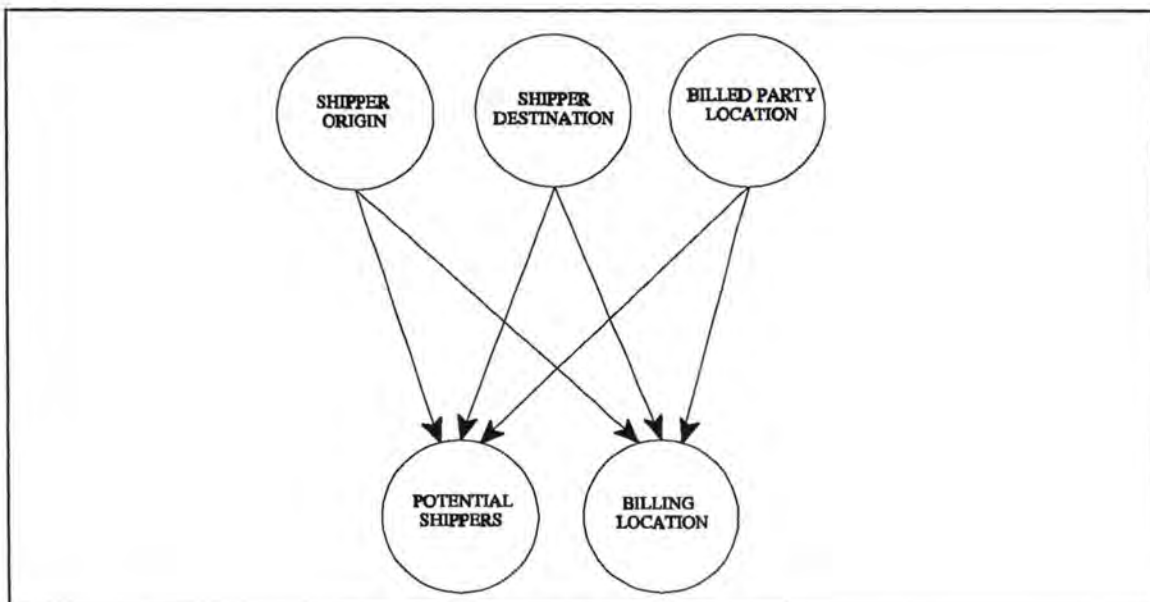 SHIPPER
ORIGIN
SHIPPER
DESTINATION
BILLED PARTY
LOCATION
POTENTIAL
SHIPPERS
BILLING
LOCATION